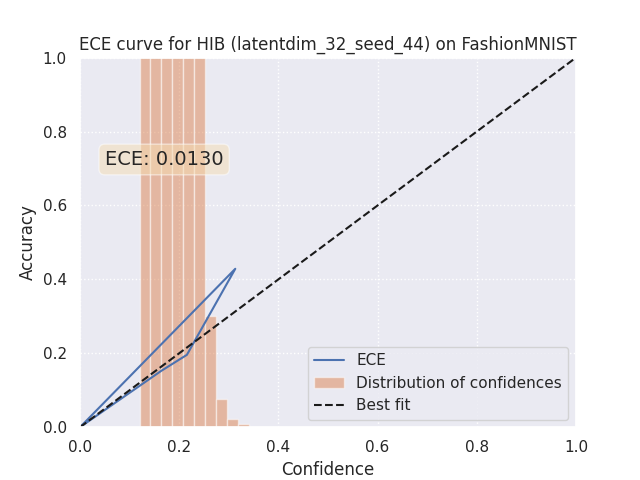 ECE curve for HIB (latentdim_32_seed_44) on FashionMNIST
1.0
0.8
0.6
0.4
0.2
0.0
Accuracy
ECE: 0.0130
ECE
Distribution of confidences
Best fit
0.0 0.2 0.4 0.6 0.8 1.0
Confidence